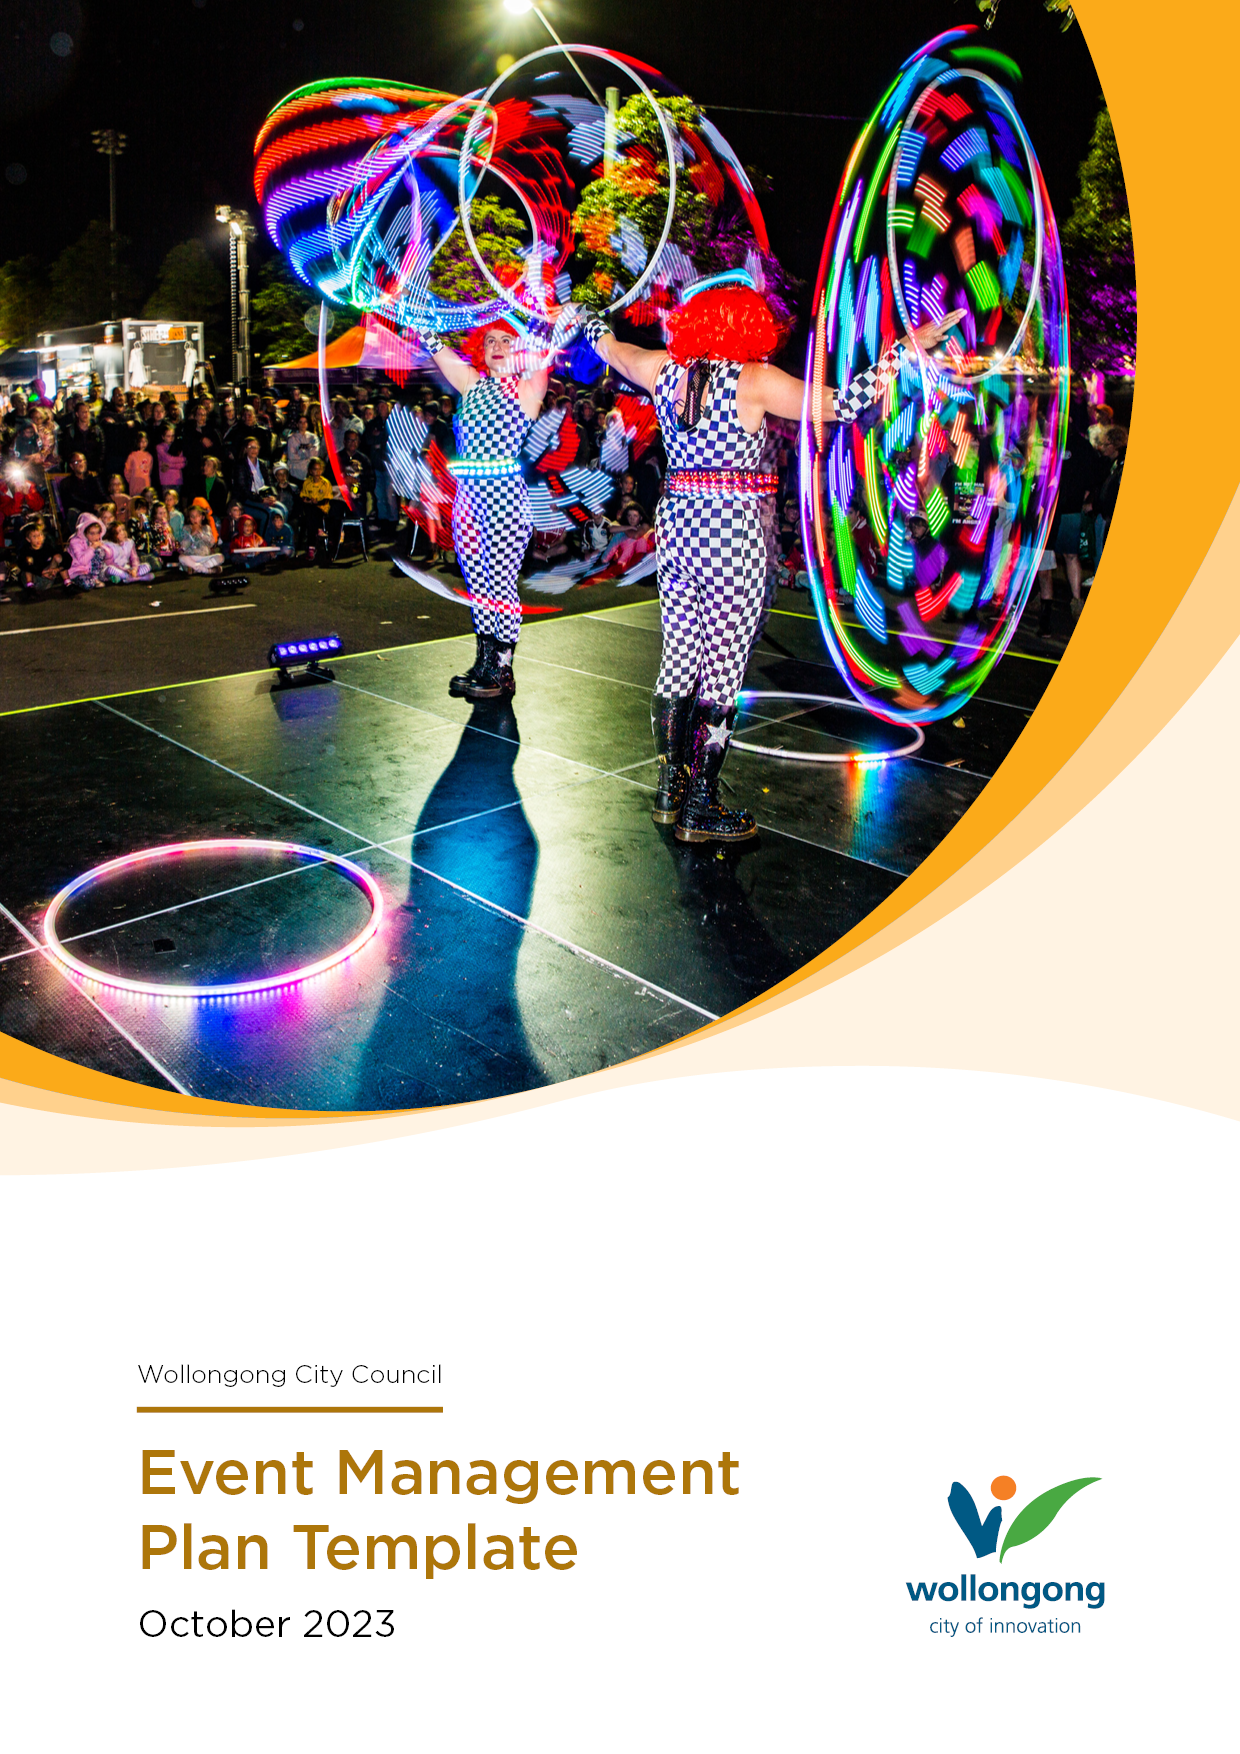 Wollongong City Council
Event Management
Plan Template
October 2023
wollongong
city of innovation